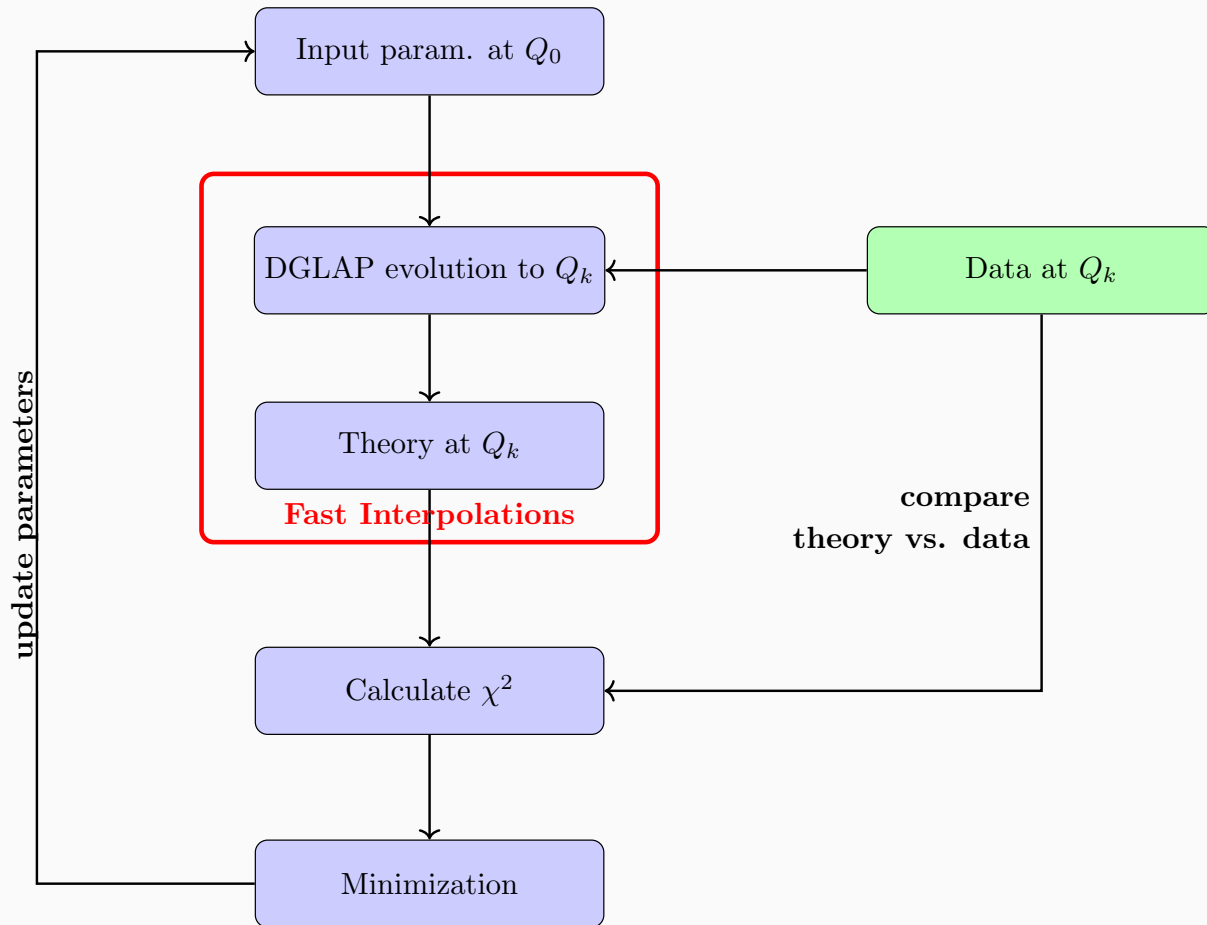 Input param. at $Q_0$
DGLAP evolution to $Q_k$
Data at $Q_k$
Theory at $Q_k$
Fast Interpolations
compare
theory vs. data
update parameters
Calculate $\chi^2$
Minimization